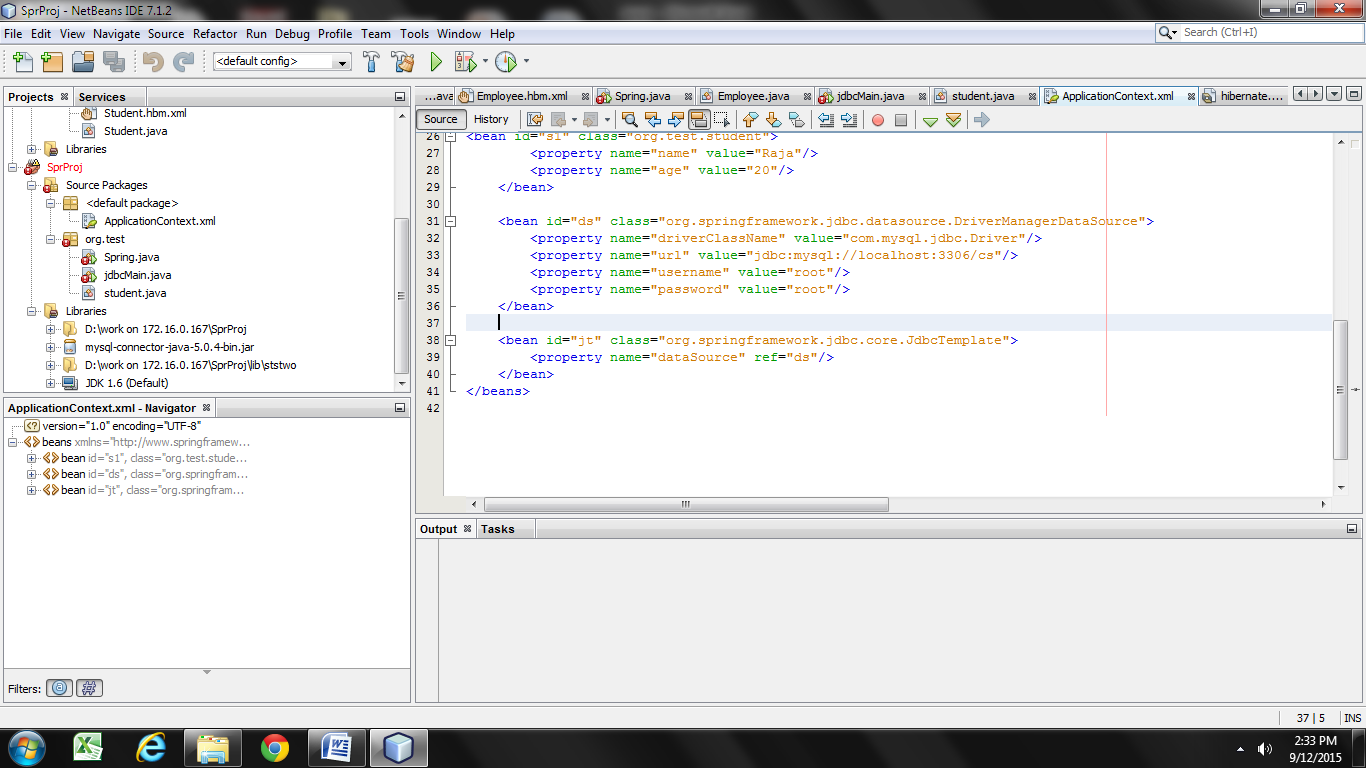 SprProj - NetBeans IDE 7.1.2
File Edit View Navigate Source Refactor Run Debug Profile Team Tools Window Help
Search (Ctrl+I)
<default config>
Projects Services
Student.hbm.xml
Student.java
Libraries
SprProj
Source Packages
<default package>
ApplicationContext.xml
org.test
Spring.java
jdbcMain.java
student.java
Libraries
D:\work on 172.16.0.167\SprProj
mysql-connector-java-5.0.4-bin.jar
D:\work on 172.16.0.167\SprProj\lib\ststwo
JDK 1.6 (Default)
ApplicationContext.xml - Navigator
version="1.0" encoding="UTF-8"
beans xmlns="http://www.springframew...
bean id="s1", class="org.test.stude...
bean id="ds", class="org.springfram...
bean id="jt", class="org.springfram...
Filters:
...ava Employee.hbm.xml Spring.java Employee.java jdbcMain.java student.java ApplicationContext.xml hibernate....
Source History
26 <bean id="s1" class="org.test.student">
27 <property name="name" value="Raja"/>
28 <property name="age" value="20"/>
29 </bean>
30
31 <bean id="ds" class="org.springframework.jdbc.datasource.DriverManagerDataSource">
32 <property name="driverClassName" value="com.mysql.jdbc.Driver"/>
33 <property name="url" value="jdbc:mysql://localhost:3306/cs"/>
34 <property name="username" value="root"/>
35 <property name="password" value="root"/>
36 </bean>
37
38 <bean id="jt" class="org.springframework.jdbc.core.JdbcTemplate">
39 <property name="dataSource" ref="ds"/>
40 </bean>
41 </beans>
42
Output Tasks
37 | 5 INS
2:33 PM
9/12/2015